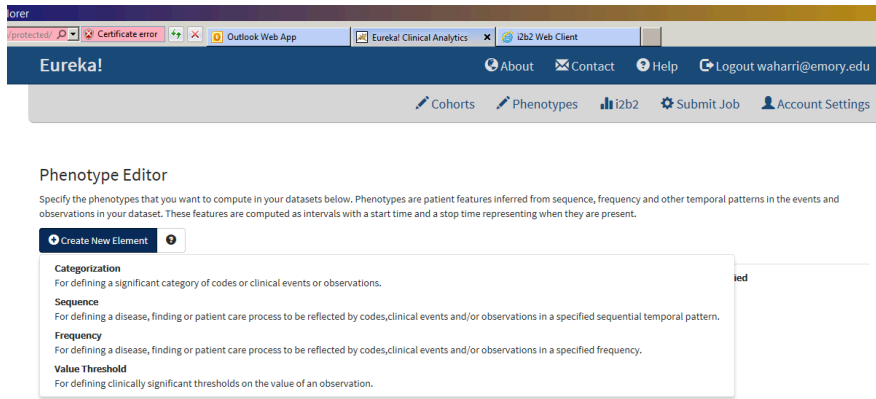 lorer
/protected/
Certificate error
Outlook Web App
Eureka! Clinical Analytics
i2b2 Web Client
Eureka!
About
Contact
Help
Logout waharri@emory.edu
Cohorts
Phenotypes
i2b2
Submit Job
Account Settings
Phenotype Editor
Specify the phenotypes that you want to compute in your datasets below. Phenotypes are patient features inferred from sequence, frequency and other temporal patterns in the events and
observations in your dataset. These features are computed as intervals with a start time and a stop time representing when they are present.
Create New Element
Categorization
For defining a significant category of codes or clinical events or observations.
ied
Sequence
For defining a disease, finding or patient care process to be reflected by codes,clinical events and/or observations in a specified sequential temporal pattern.
Frequency
For defining a disease, finding or patient care process to be reflected by codes,clinical events and/or observations in a specified frequency.
Value Threshold
For defining clinically significant thresholds on the value of an observation.